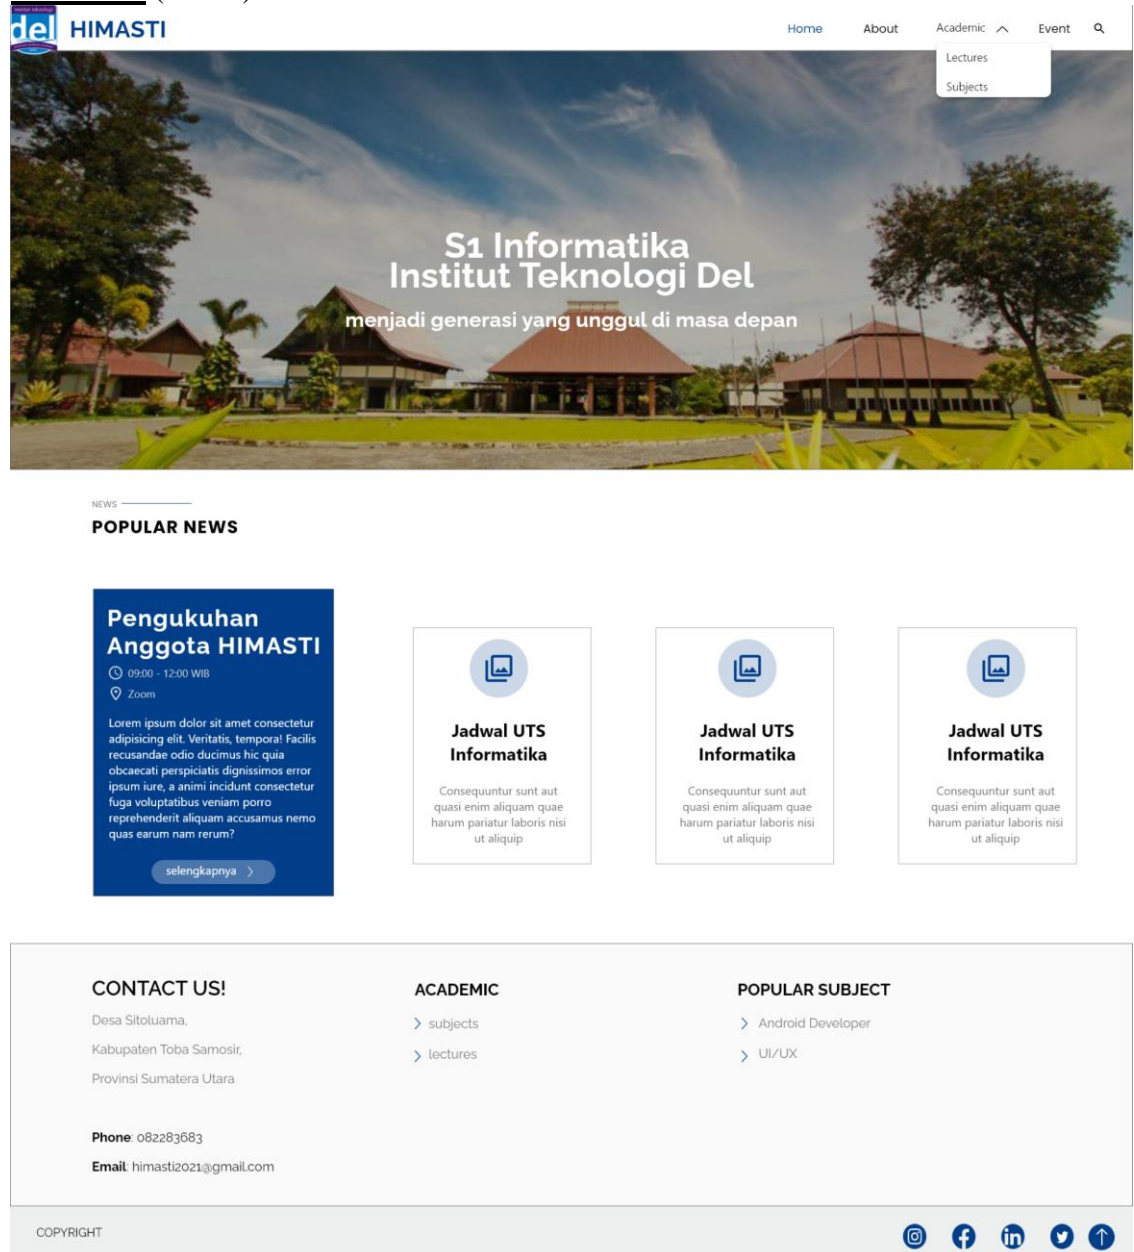 institut teknologi
del
HIMASTI
Home
About
Academic
Event
Lectures
Subjects
S1 Informatika
Institut Teknologi Del
menjadi generasi yang unggul di masa depan
NEWS
POPULAR NEWS
Pengukuhan
Anggota HIMASTI
09:00 - 12:00 WIB
Zoom
Lorem ipsum dolor sit amet consectetur
adipisicing elit. Veritatis, tempora! Facilis
recusandae odio ducimus hic quia
obcaecati perspiciatis dignissimos error
ipsum iure, a animi incidunt consectetur
fuga voluptatibus veniam porro
reprehenderit aliquam accusamus nemo
quas earum nam rerum?
selengkapnya
Jadwal UTS
Informatika
Consequuntur sunt aut
quasi enim aliquam quae
harum pariatur laboris nisi
ut aliquip
Jadwal UTS
Informatika
Consequuntur sunt aut
quasi enim aliquam quae
harum pariatur laboris nisi
ut aliquip
Jadwal UTS
Informatika
Consequuntur sunt aut
quasi enim aliquam quae
harum pariatur laboris nisi
ut aliquip
CONTACT US!
Desa Sitoluama,
Kabupaten Toba Samosir,
Provinsi Sumatera Utara
Phone: 082283683
Email: himasti2021@gmail.com
ACADEMIC
subjects
lectures
POPULAR SUBJECT
Android Developer
UI/UX
COPYRIGHT
in